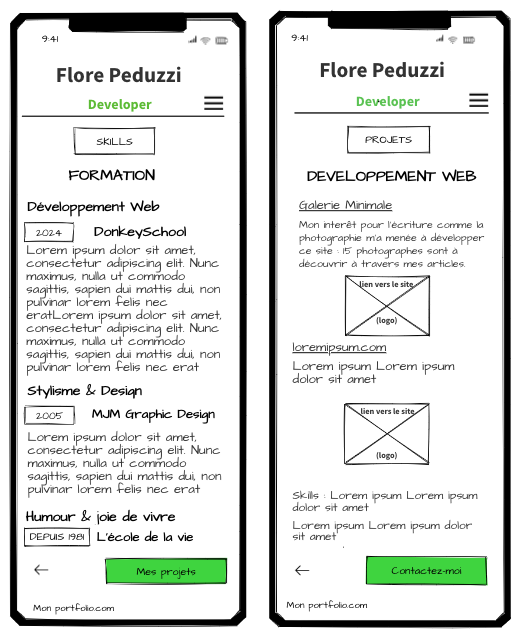 9:41
Flore Peduzzi
Developer
SKILLS
FORMATION
Développement Web
2024 DonkeySchool
Lorem ipsum dolor sit amet,
consectetur adipiscing elit. Nunc
maximus, nulla ut commodo
sagittis, sapien dui mattis dui, non
pulvinar lorem felis nec
eratLorem ipsum dolor sit amet,
consectetur adipiscing elit. Nunc
maximus, nulla ut commodo
sagittis, sapien dui mattis dui, non
pulvinar lorem felis nec erat
Stylisme & Design
2005 MJM Graphic Design
Lorem ipsum dolor sit amet,
consectetur adipiscing elit. Nunc
maximus, nulla ut commodo
sagittis, sapien dui mattis dui, non
pulvinar lorem felis nec erat
Humour & joie de vivre
DEPUIS 1981 L'école de la vie
Mes projets
Mon portfolio.com
9:41
Flore Peduzzi
Developer
PROJETS
DEVELOPPEMENT WEB
Galerie Minimale
Mon intérêt pour l'écriture comme la
photographie m'a menée à développer
ce site : 15 photographes sont à
découvrir à travers mes articles.
lien vers le site
(logo)
loremipsum.com
Lorem ipsum Lorem ipsum
dolor sit amet
lien vers le site
(logo)
Skills : Lorem ipsum Lorem ipsum
dolor sit amet
Lorem ipsum Lorem ipsum dolor
sit amet
Contactez-moi
Mon portfolio.com